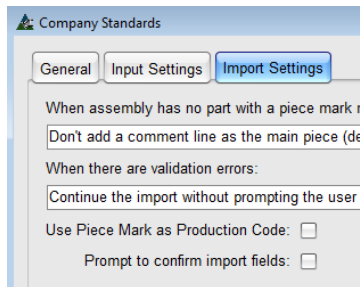 Company Standards
General Input Settings Import Settings
When assembly has no part with a piece mark
Don't add a comment line as the main piece
When there are validation errors:
Continue the import without prompting the user
Use Piece Mark as Production Code:
Prompt to confirm import fields: